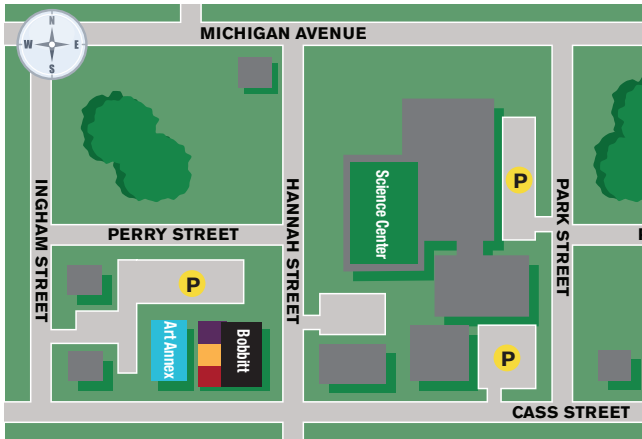 N
MICHIGAN AVENUE
W E
S
P
Science Center
INGHAM STREET
HANNAH STREET
PARK STREET
PERRY STREET
P
Art Annex
Bobbitt
P
CASS STREET